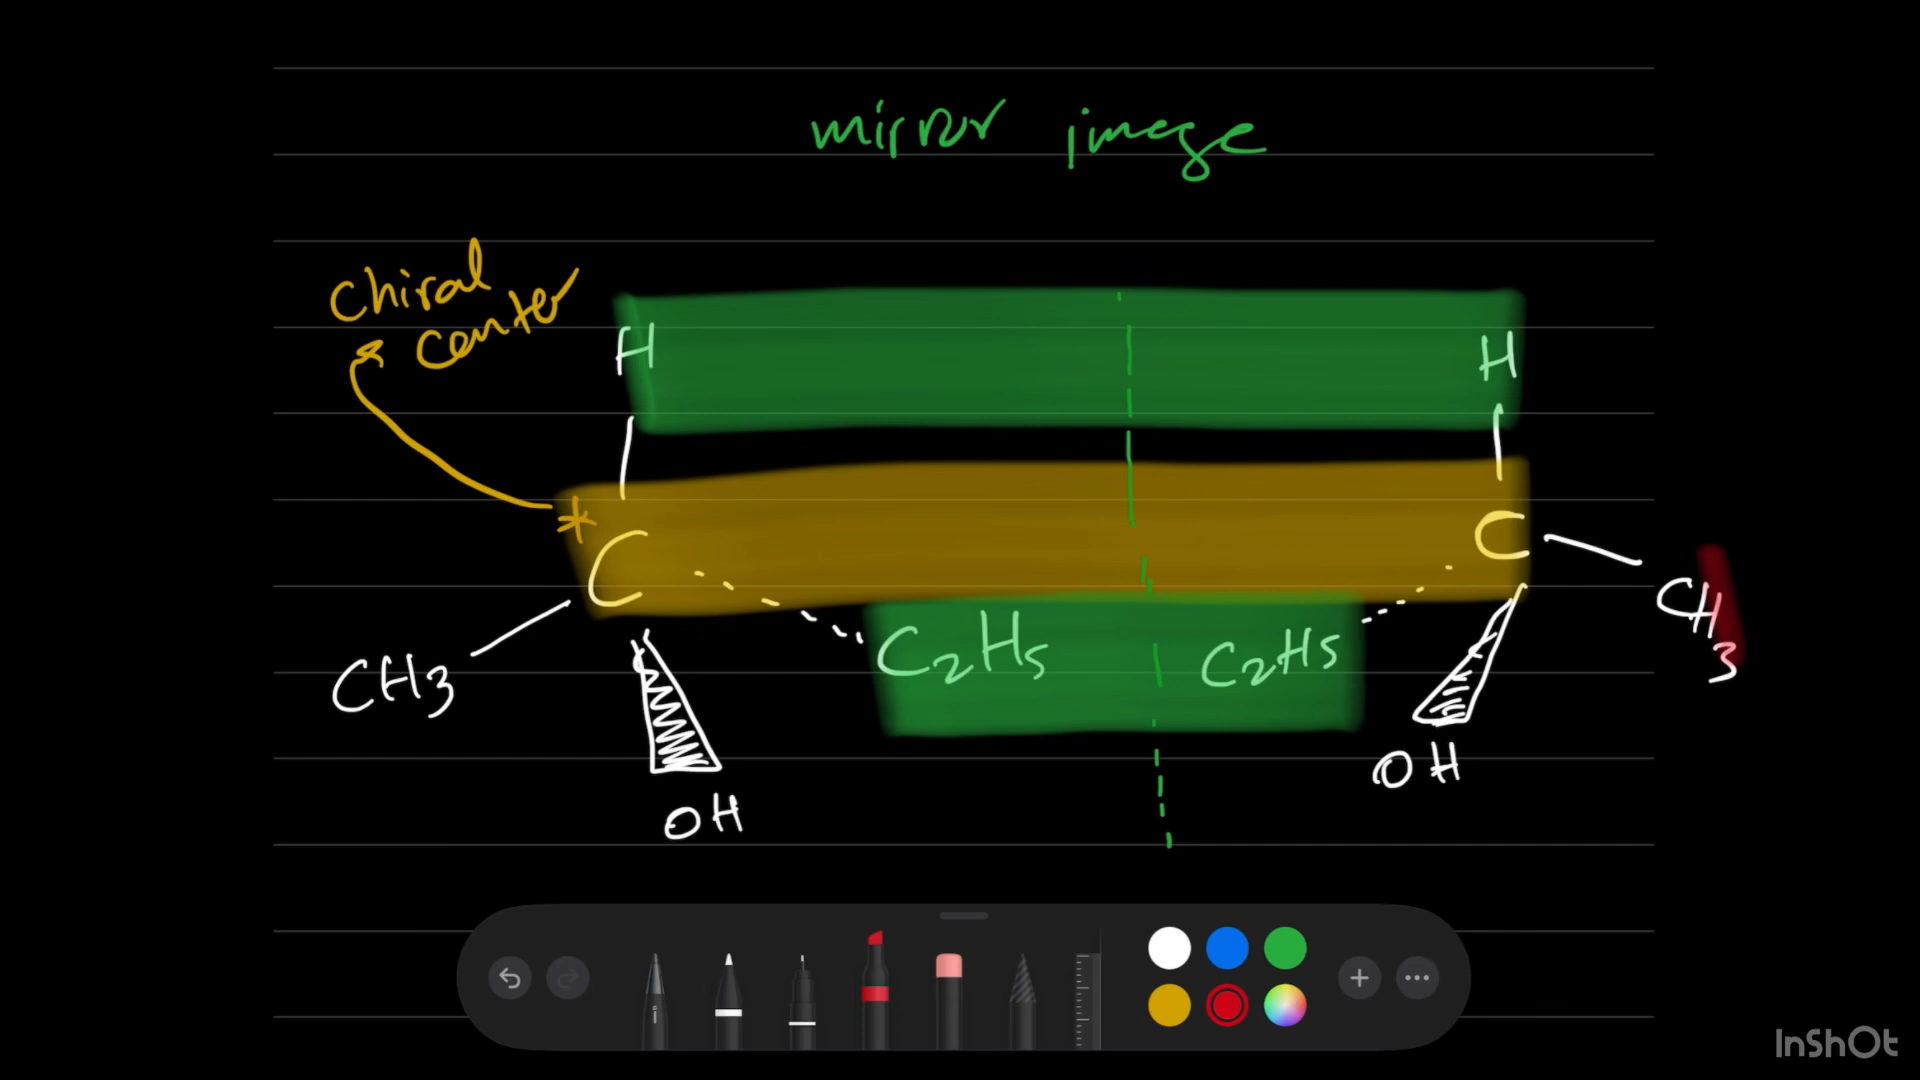 mirror image
Chiral
center
H H
* C C
CH3 C2H5 C2H5 CH3
OH OH
InShOt